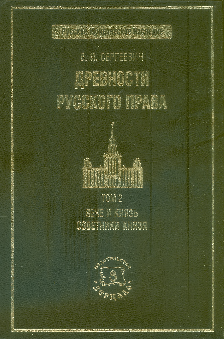 В. И. СЕРГЕЕВИЧ
ДРЕВНОСТИ
РУССКОГО ПРАВА
ТОМ 2
ВЕЧЕ И КНЯЗЬ
СОВЕТНИКИ КНЯЗЯ